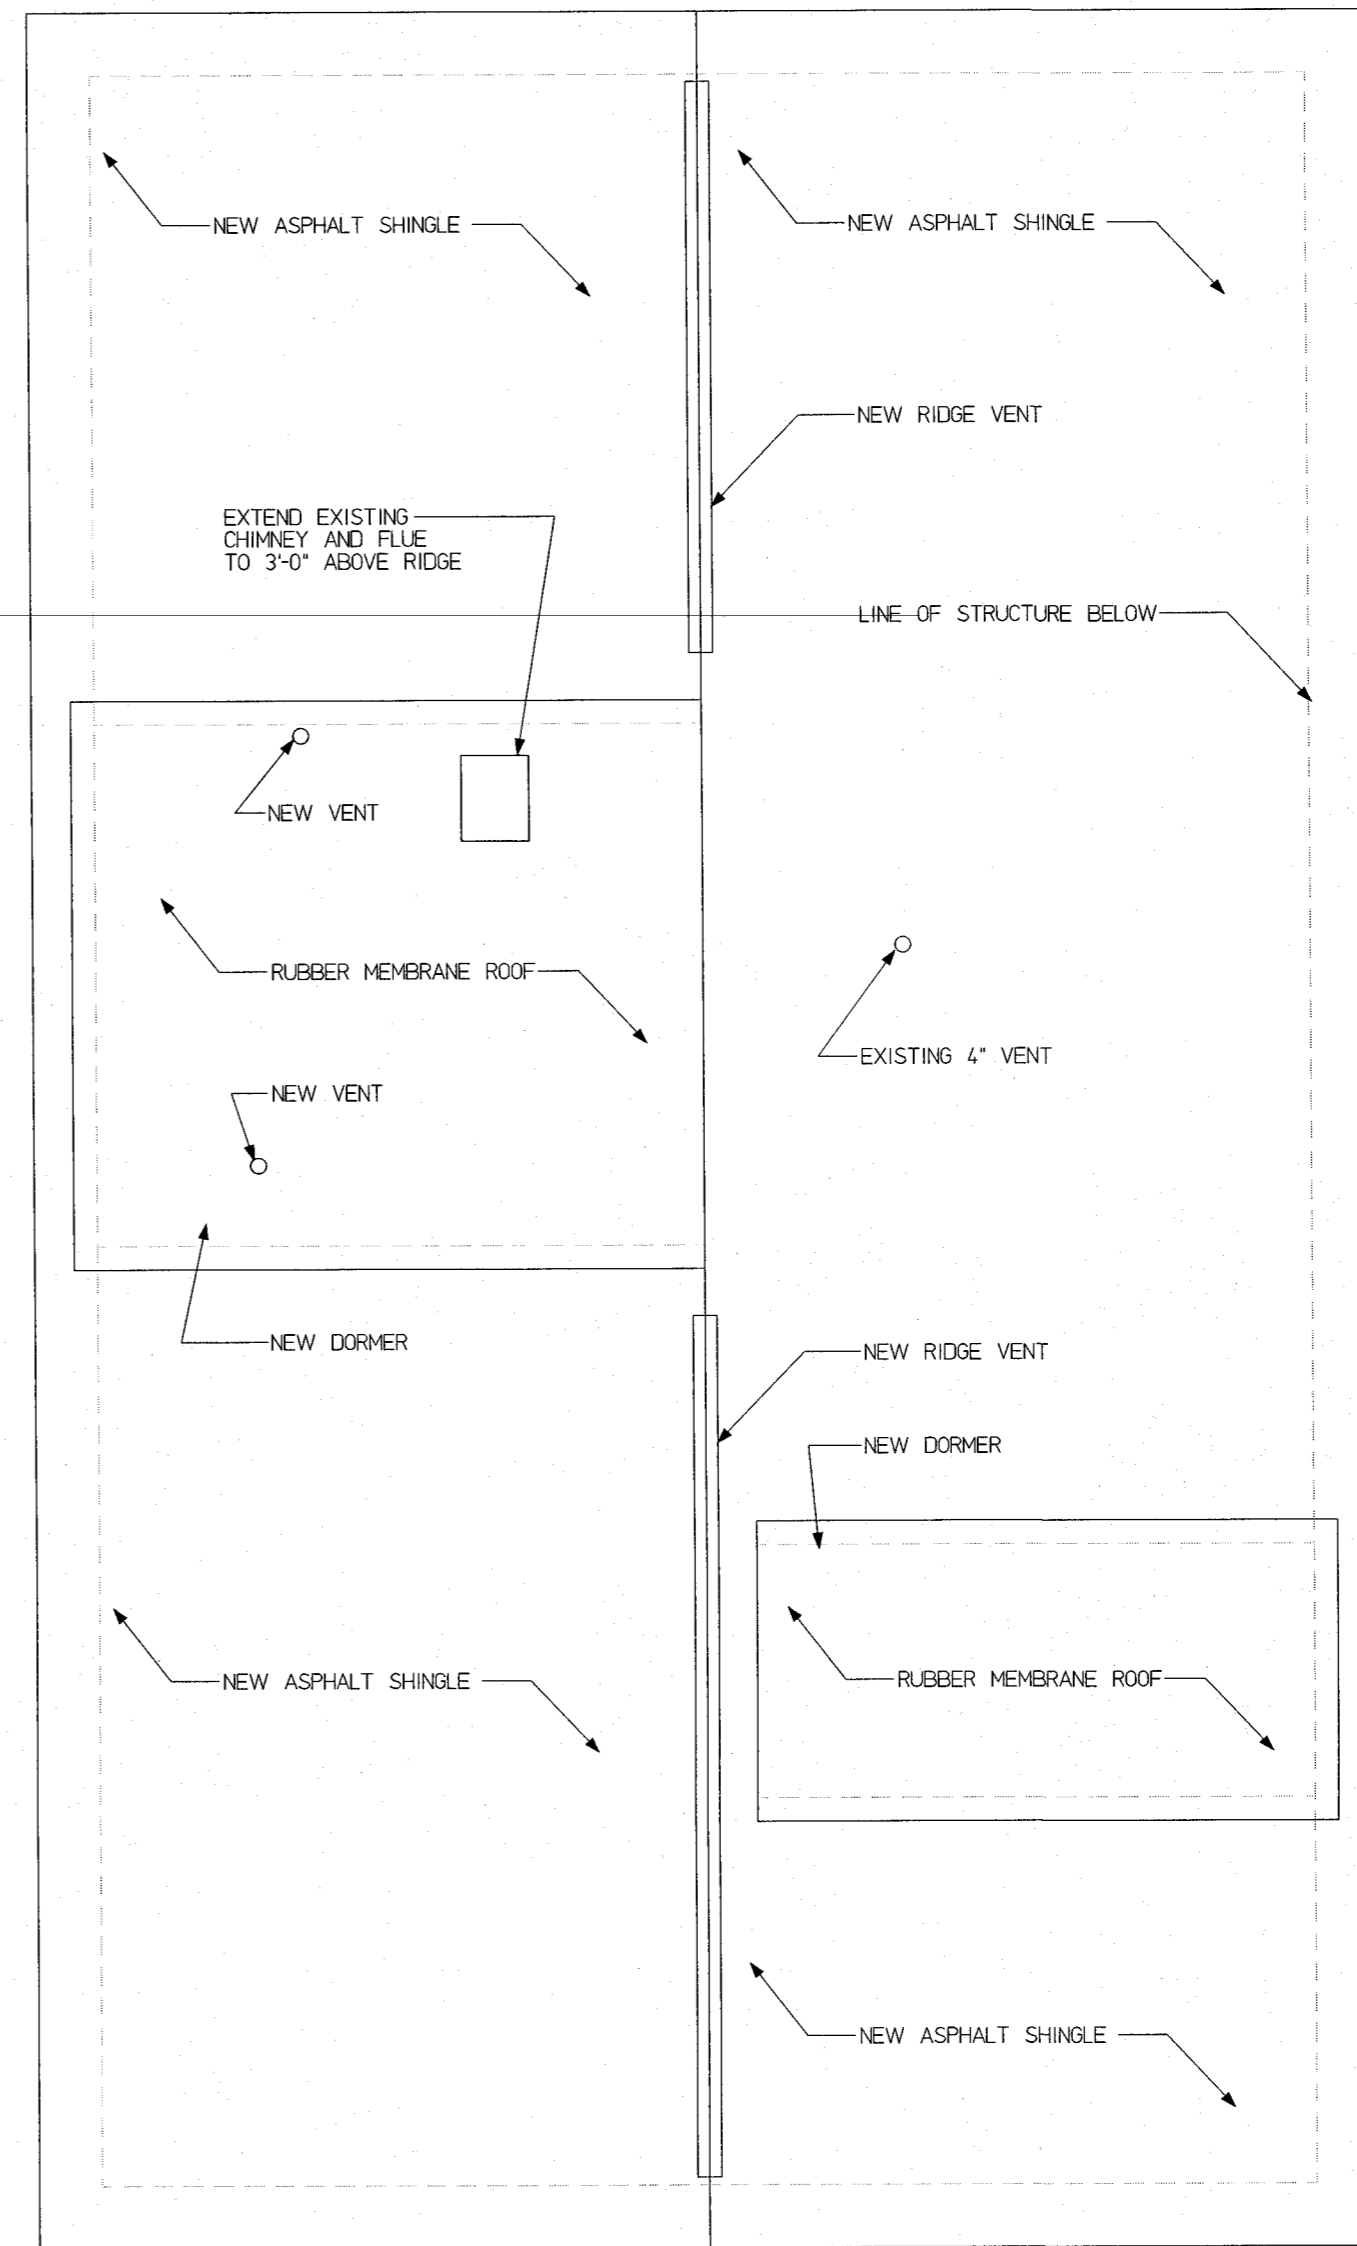 NEW ASPHALT SHINGLE
NEW ASPHALT SHINGLE
NEW RIDGE VENT
EXTEND EXISTING
CHIMNEY AND FLUE
TO 3'-0" ABOVE RIDGE
LINE OF STRUCTURE BELOW
NEW VENT
RUBBER MEMBRANE ROOF
EXISTING 4" VENT
NEW VENT
NEW DORMER
NEW RIDGE VENT
NEW DORMER
NEW ASPHALT SHINGLE
RUBBER MEMBRANE ROOF
NEW ASPHALT SHINGLE